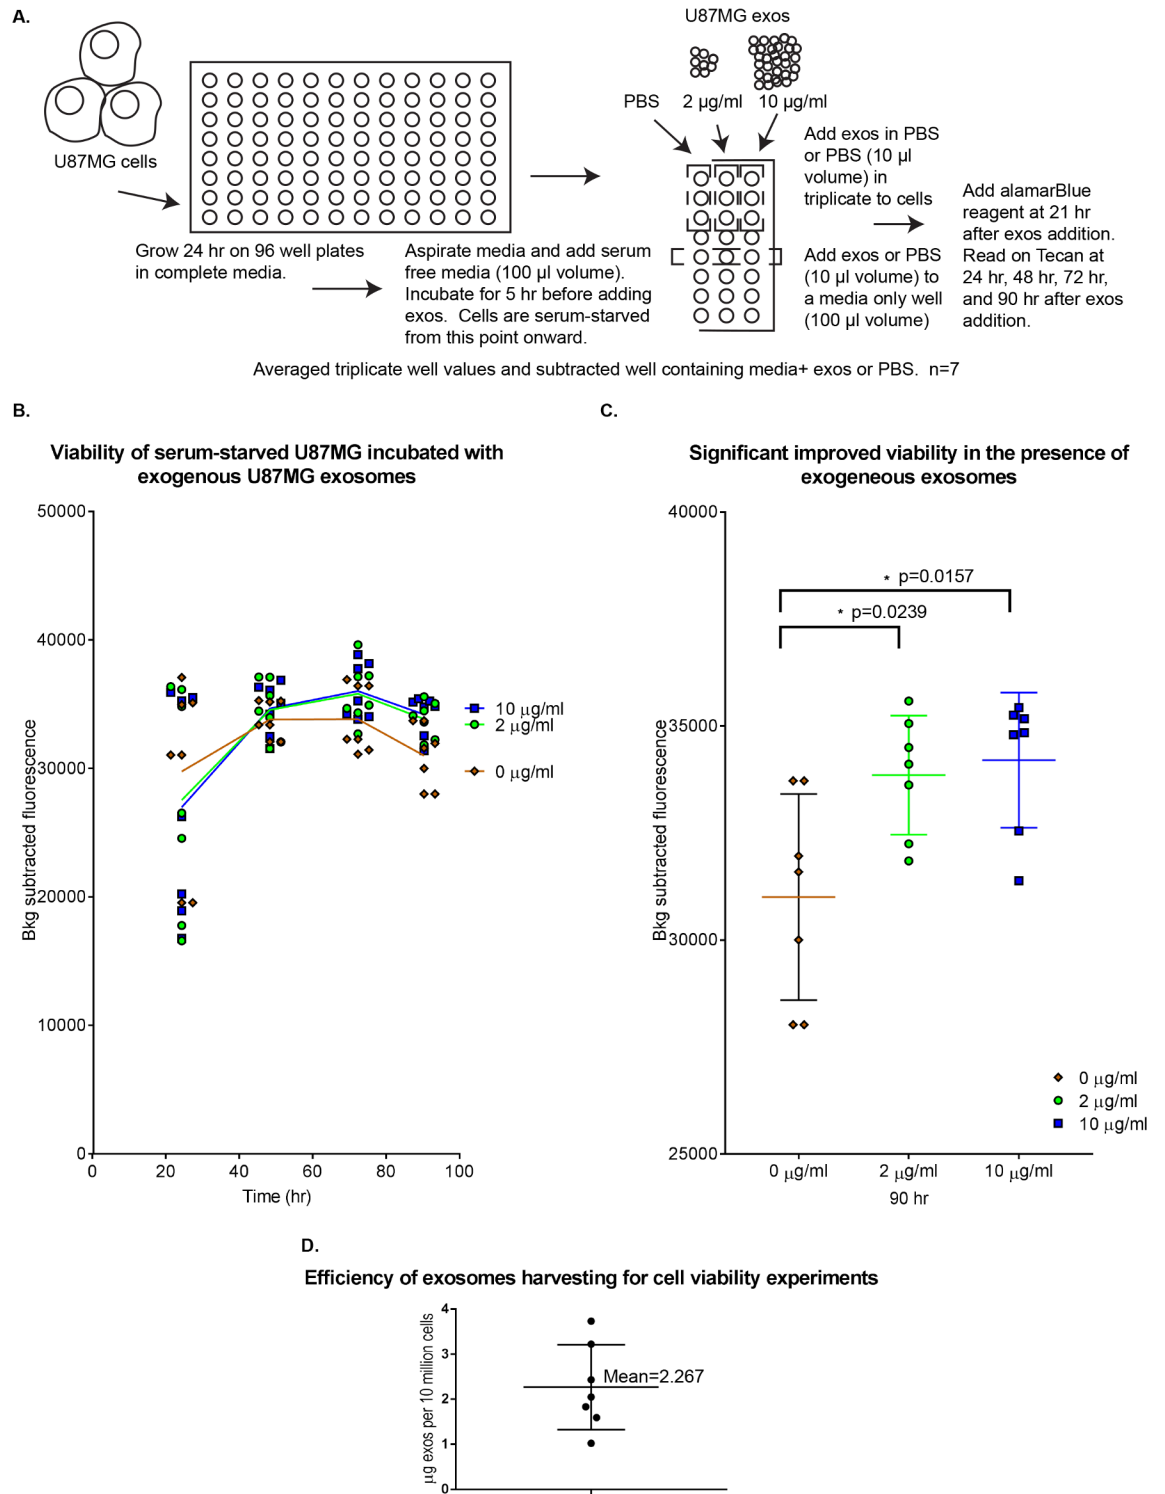 A.
U87MG exos
PBS 2 µg/ml 10 µg/ml
U87MG cells
Grow 24 hr on 96 well plates
in complete media.
Aspirate media and add serum
free media (100 µl volume).
Incubate for 5 hr before adding
exos. Cells are serum-starved
from this point onward.
Add exos in PBS
or PBS (10 µl
volume) in
triplicate to cells
Add exos or PBS
(10 µl volume) to
a media only well
(100 µl volume)
Add alamarBlue
reagent at 21 hr
after exos addition.
Read on Tecan at
24 hr, 48 hr, 72 hr,
and 90 hr after exos
addition.
Averaged triplicate well values and subtracted well containing media+ exos or PBS. n=7
B.
Viability of serum-starved U87MG incubated with
exogenous U87MG exosomes
Bkg subtracted fluorescence
50000
40000
30000
20000
10000
0
0 20 40 60 80 100
Time (hr)
10 µg/ml
2 µg/ml
0 µg/ml
C.
Significant improved viability in the presence of
exogeneous exosomes
Bkg subtracted fluorescence
40000
35000
30000
25000
* p=0.0157
* p=0.0239
0 µg/ml
2 µg/ml
10 µg/ml
0 µg/ml 2 µg/ml 10 µg/ml
90 hr
D.
Efficiency of exosomes harvesting for cell viability experiments
µg exos per 10 million cells
4
3
2
1
0
Mean=2.267